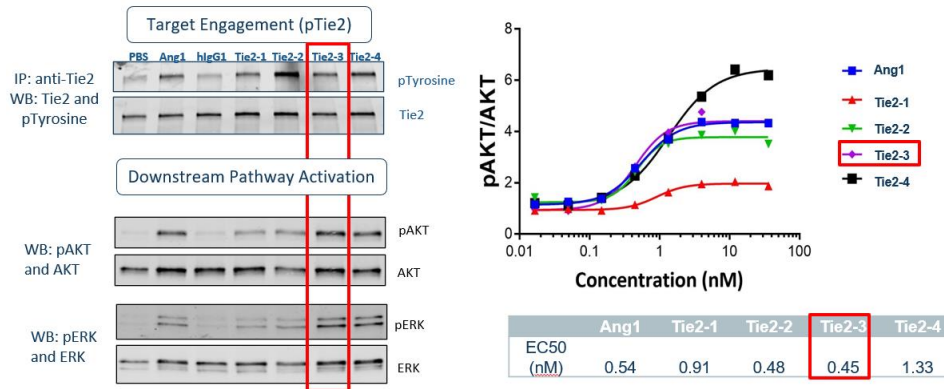 Target Engagement (pTie2)
PBS Ang1 hIgG1 Tie2-1 Tie2-2 Tie2-3 Tie2-4
IP: anti-Tie2
WB: Tie2 and
pTyrosine
pTyrosine
Tie2
Downstream Pathway Activation
WB: pAKT
and AKT
pAKT
AKT
WB: pERK
and ERK
pERK
ERK
pAKT/AKT
8
6
4
2
0
0.01 0.1 1 10 100
Concentration (nM)
Ang1
Tie2-1
Tie2-2
Tie2-3
Tie2-4
Ang1 Tie2-1 Tie2-2 Tie2-3 Tie2-4
EC50
(nM) 0.54 0.91 0.48 0.45 1.33